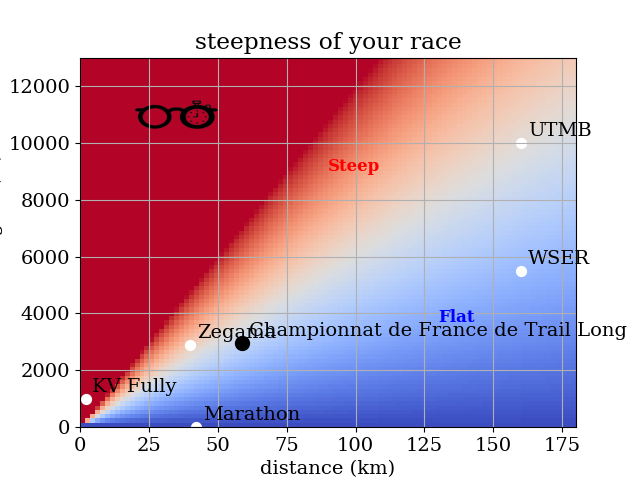 steepness of your race
12000
10000
8000
6000
4000
2000
0
UTMB
Steep
WSER
Flat
Zegama
Championnat de France de Trail Long
KV Fully
Marathon
0 25 50 75 100 125 150 175
distance (km)